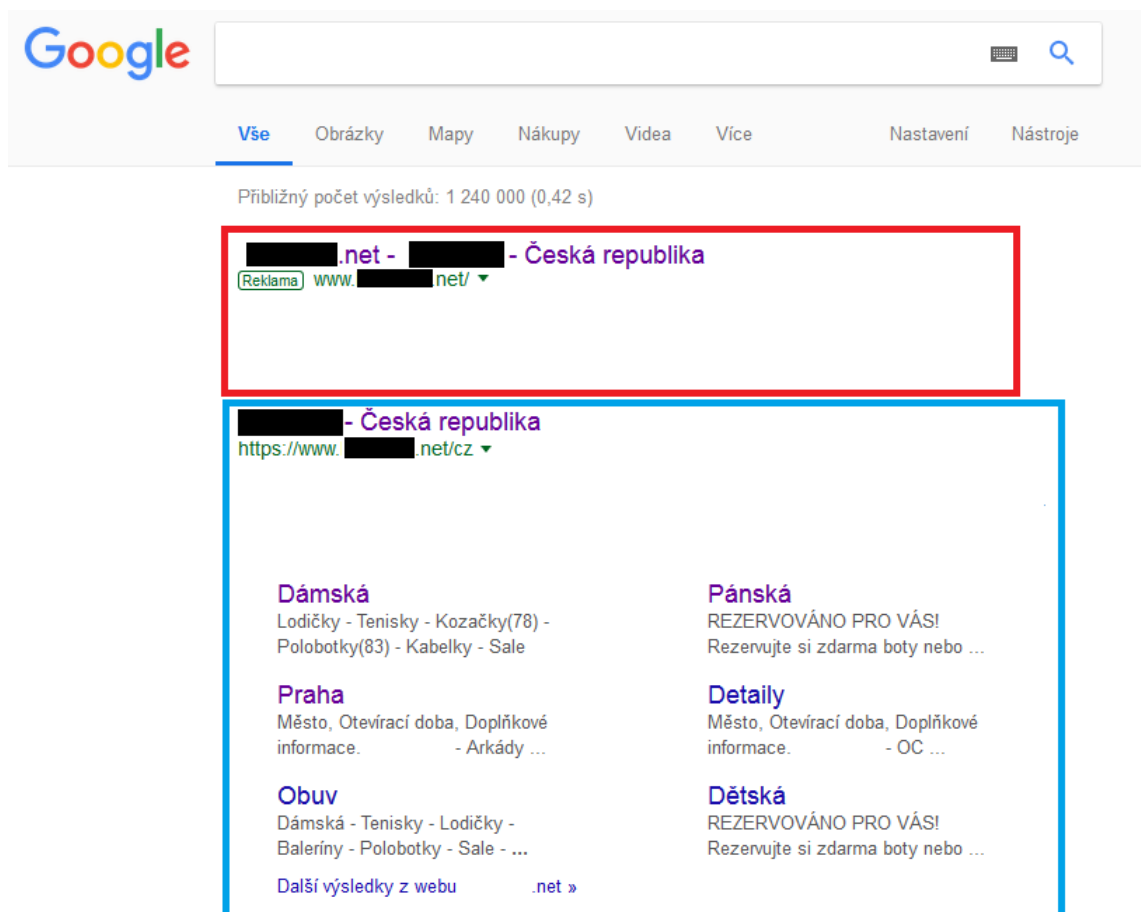 Google
Vše Obrázky Mapy Nákupy Videa Více Nastavení Nástroje
Přibližný počet výsledků: 1 240 000 (0,42 s)
.net - - Česká republika
Reklama www. .net/
- Česká republika
https://www. .net/cz
Dámská
Lodičky - Tenisky - Kozačky(78) -
Polobotky(83) - Kabelky - Sale
Pánská
REZERVOVÁNO PRO VÁS!
Rezervujte si zdarma boty nebo ...
Praha
Město, Otevírací doba, Doplňkové
informace. - Arkády ...
Detaily
Město, Otevírací doba, Doplňkové
informace. - OC ...
Obuv
Dámská - Tenisky - Lodičky -
Baleríny - Polobotky - Sale - ...
Dětská
REZERVOVÁNO PRO VÁS!
Rezervujte si zdarma boty nebo ...
Další výsledky z webu .net »